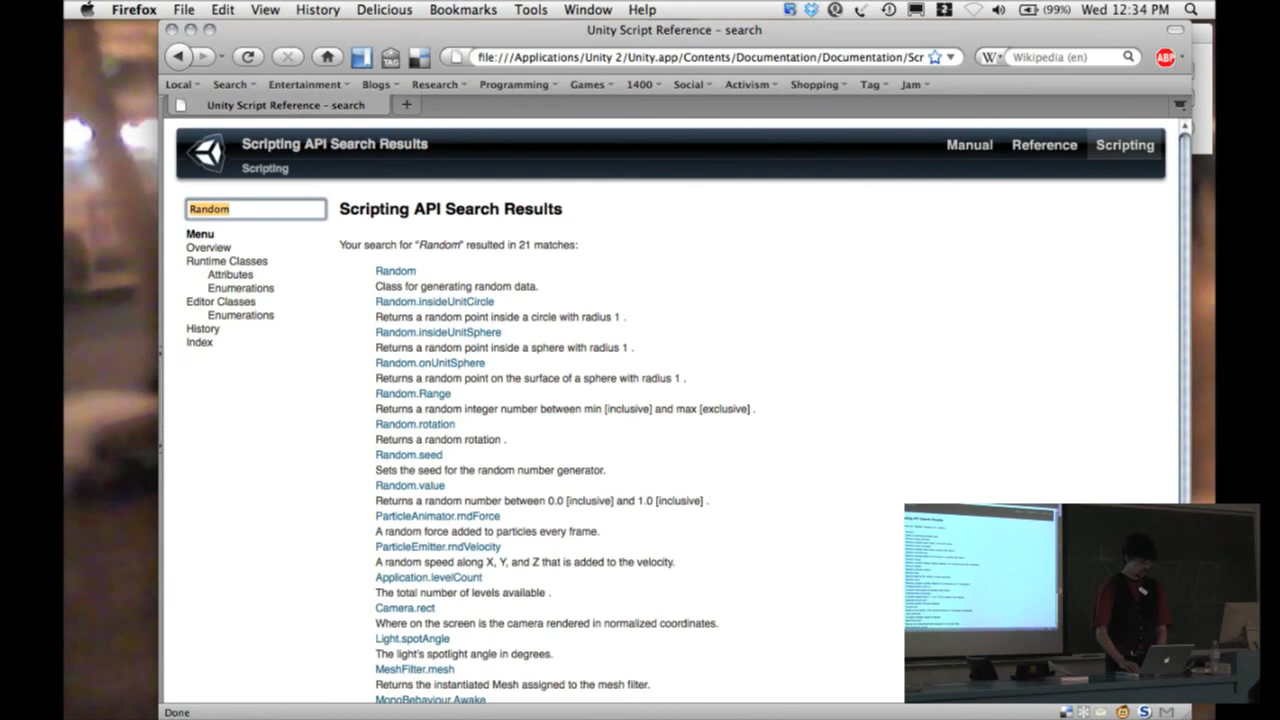 Firefox File Edit View History Delicious Bookmarks Tools Window Help 2 (99%) Wed 12:34 PM
Unity Script Reference - search
TAG file:///Applications/Unity 2/Unity.app/Contents/Documentation/Documentation/Scr W Wikipedia (en) ABP
Local Search Entertainment Blogs Research Programming Games 1400 Social Activism Shopping Tag Jam
Unity Script Reference - search +
Scripting API Search Results Manual Reference Scripting
Scripting
Random
Menu
Overview
Runtime Classes
Attributes
Enumerations
Editor Classes
Enumerations
History
Index
Scripting API Search Results
Your search for "Random" resulted in 21 matches:
Random
Class for generating random data.
Random.insideUnitCircle
Returns a random point inside a circle with radius 1 .
Random.insideUnitSphere
Returns a random point inside a sphere with radius 1 .
Random.onUnitSphere
Returns a random point on the surface of a sphere with radius 1 .
Random.Range
Returns a random integer number between min [inclusive] and max [exclusive] .
Random.rotation
Returns a random rotation .
Random.seed
Sets the seed for the random number generator.
Random.value
Returns a random number between 0.0 [inclusive] and 1.0 [inclusive] .
ParticleAnimator.rndForce
A random force added to particles every frame.
ParticleEmitter.rndVelocity
A random speed along X, Y, and Z that is added to the velocity.
Application.levelCount
The total number of levels available .
Camera.rect
Where on the screen is the camera rendered in normalized coordinates.
Light.spotAngle
The light's spotlight angle in degrees.
MeshFilter.mesh
Returns the instantiated Mesh assigned to the mesh filter.
MonoBehaviour.Awake
Done S